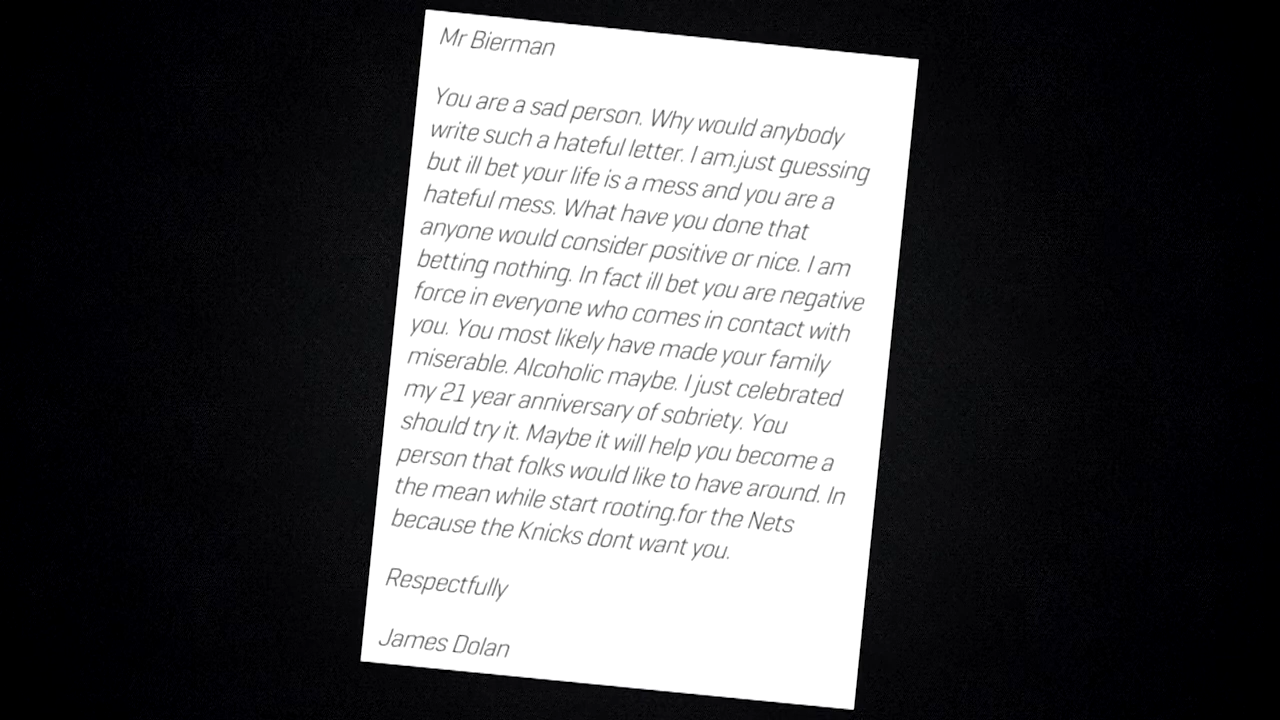 Mr Bierman
You are a sad person. Why would anybody
write such a hateful letter. I am.just guessing
but ill bet your life is a mess and you are a
hateful mess. What have you done that
anyone would consider positive or nice. I am
betting nothing. In fact ill bet you are negative
force in everyone who comes in contact with
you. You most likely have made your family
miserable. Alcoholic maybe. I just celebrated
my 21 year anniversary of sobriety. You
should try it. Maybe it will help you become a
person that folks would like to have around. In
the mean while start rooting.for the Nets
because the Knicks dont want you.
Respectfully
James Dolan